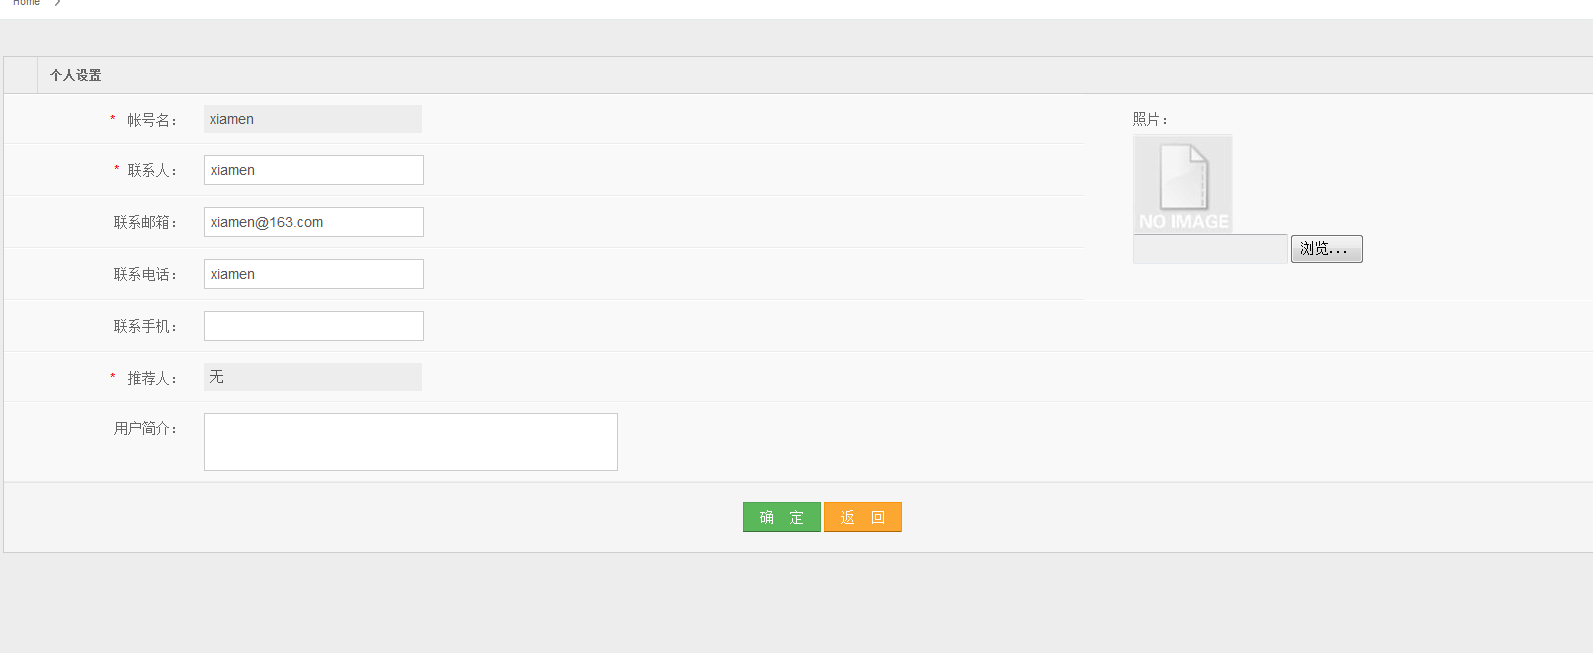 Home >
个人设置
* 帐号名： xiamen
* 联系人： xiamen
联系邮箱： xiamen@163.com
联系电话： xiamen
联系手机：
* 推荐人： 无
用户简介：
照片：
NO IMAGE
浏览...
确 定 返 回